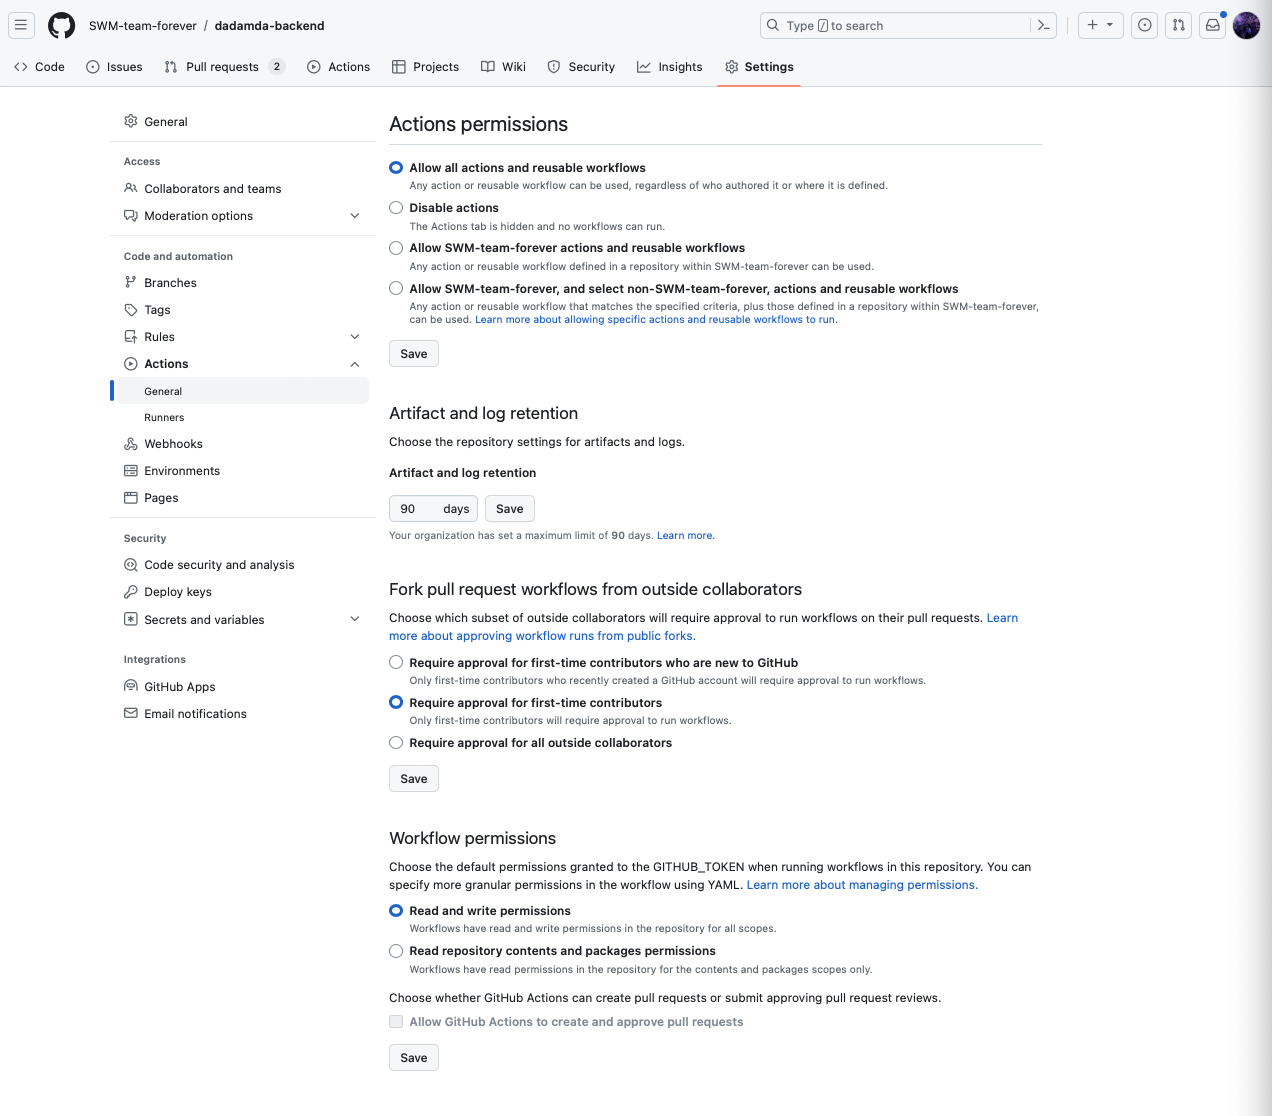 SWM-team-forever / dadamda-backend
Type / to search
Code
Issues
Pull requests 2
Actions
Projects
Wiki
Security
Insights
Settings
General
Access
Collaborators and teams
Moderation options
Code and automation
Branches
Tags
Rules
Actions
General
Runners
Webhooks
Environments
Pages
Security
Code security and analysis
Deploy keys
Secrets and variables
Integrations
GitHub Apps
Email notifications
Actions permissions
Allow all actions and reusable workflows
Any action or reusable workflow can be used, regardless of who authored it or where it is defined.
Disable actions
The Actions tab is hidden and no workflows can run.
Allow SWM-team-forever actions and reusable workflows
Any action or reusable workflow defined in a repository within SWM-team-forever can be used.
Allow SWM-team-forever, and select non-SWM-team-forever, actions and reusable workflows
Any action or reusable workflow that matches the specified criteria, plus those defined in a repository within SWM-team-forever,
can be used. Learn more about allowing specific actions and reusable workflows to run.
Save
Artifact and log retention
Choose the repository settings for artifacts and logs.
Artifact and log retention
90 days Save
Your organization has set a maximum limit of 90 days. Learn more.
Fork pull request workflows from outside collaborators
Choose which subset of outside collaborators will require approval to run workflows on their pull requests. Learn
more about approving workflow runs from public forks.
Require approval for first-time contributors who are new to GitHub
Only first-time contributors who recently created a GitHub account will require approval to run workflows.
Require approval for first-time contributors
Only first-time contributors will require approval to run workflows.
Require approval for all outside collaborators
Save
Workflow permissions
Choose the default permissions granted to the GITHUB_TOKEN when running workflows in this repository. You can
specify more granular permissions in the workflow using YAML. Learn more about managing permissions.
Read and write permissions
Workflows have read and write permissions in the repository for all scopes.
Read repository contents and packages permissions
Workflows have read permissions in the repository for the contents and packages scopes only.
Choose whether GitHub Actions can create pull requests or submit approving pull request reviews.
Allow GitHub Actions to create and approve pull requests
Save